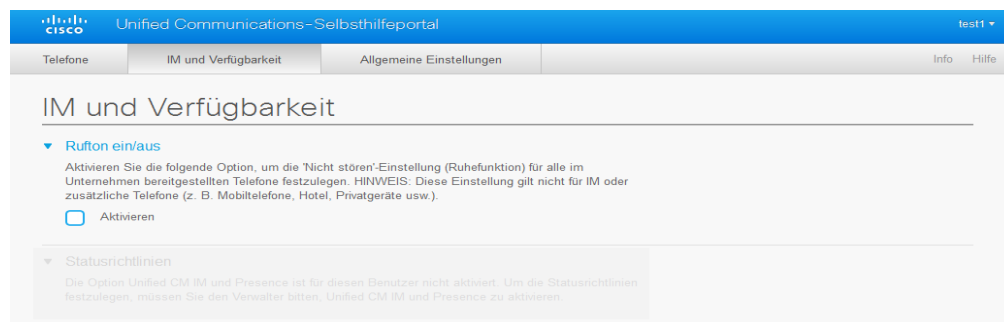 cisco Unified Communications-Selbsthilfeportal test1
Telefone IM und Verfügbarkeit Allgemeine Einstellungen Info Hilfe
IM und Verfügbarkeit
Rufton ein/aus
Aktivieren Sie die folgende Option, um die 'Nicht stören'-Einstellung (Ruhefunktion) für alle im
Unternehmen bereitgestellten Telefone festzulegen. HINWEIS: Diese Einstellung gilt nicht für IM oder
zusätzliche Telefone (z. B. Mobiltelefone, Hotel, Privatgeräte usw.).
Aktivieren
Statusrichtlinien
Die Option Unified CM IM und Presence ist für diesen Benutzer nicht aktiviert. Um die Statusrichtlinien
festzulegen, müssen Sie den Verwalter bitten, Unified CM IM und Presence zu aktivieren.